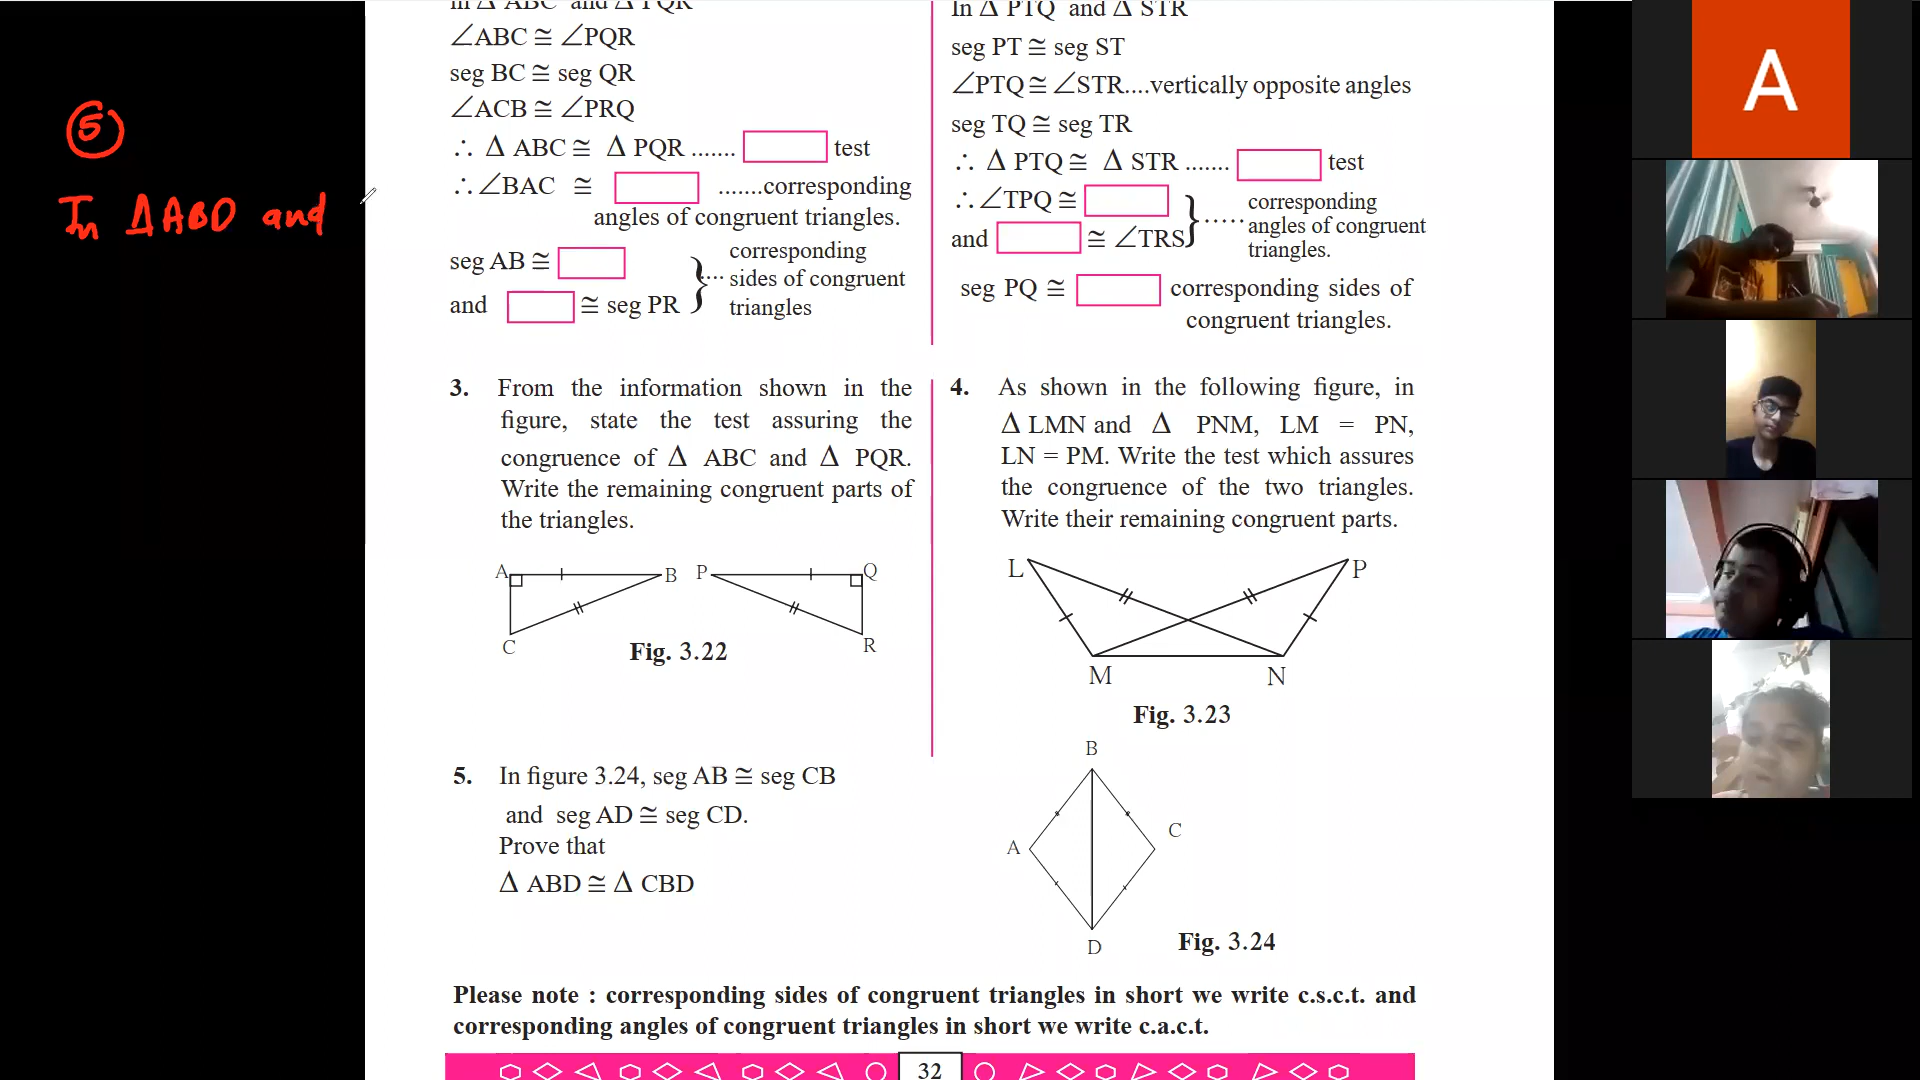 ⑤
In Δ ABD and
In Δ ABC and Δ PQR
∠ABC ≅ ∠PQR
seg BC ≅ seg QR
∠ACB ≅ ∠PRQ
∴ Δ ABC ≅ Δ PQR ....... test
∴ ∠BAC ≅ .......corresponding
angles of congruent triangles.
seg AB ≅
and ≅ seg PR
} ....
corresponding
sides of congruent
triangles
In Δ PTQ and Δ STR
seg PT ≅ seg ST
∠PTQ ≅ ∠STR....vertically opposite angles
seg TQ ≅ seg TR
∴ Δ PTQ ≅ Δ STR ....... test
∴ ∠TPQ ≅
and ≅ ∠TRS
} .....
corresponding
angles of congruent
triangles.
seg PQ ≅ corresponding sides of
congruent triangles.
3. From the information shown in the
figure, state the test assuring the
congruence of Δ ABC and Δ PQR.
Write the remaining congruent parts of
the triangles.
A B P Q
C R
Fig. 3.22
4. As shown in the following figure, in
Δ LMN and Δ PNM, LM = PN,
LN = PM. Write the test which assures
the congruence of the two triangles.
Write their remaining congruent parts.
L P
M N
Fig. 3.23
5. In figure 3.24, seg AB ≅ seg CB
and seg AD ≅ seg CD.
Prove that
Δ ABD ≅ Δ CBD
B
A C
D
Fig. 3.24
Please note : corresponding sides of congruent triangles in short we write c.s.c.t. and
corresponding angles of congruent triangles in short we write c.a.c.t.
32
A